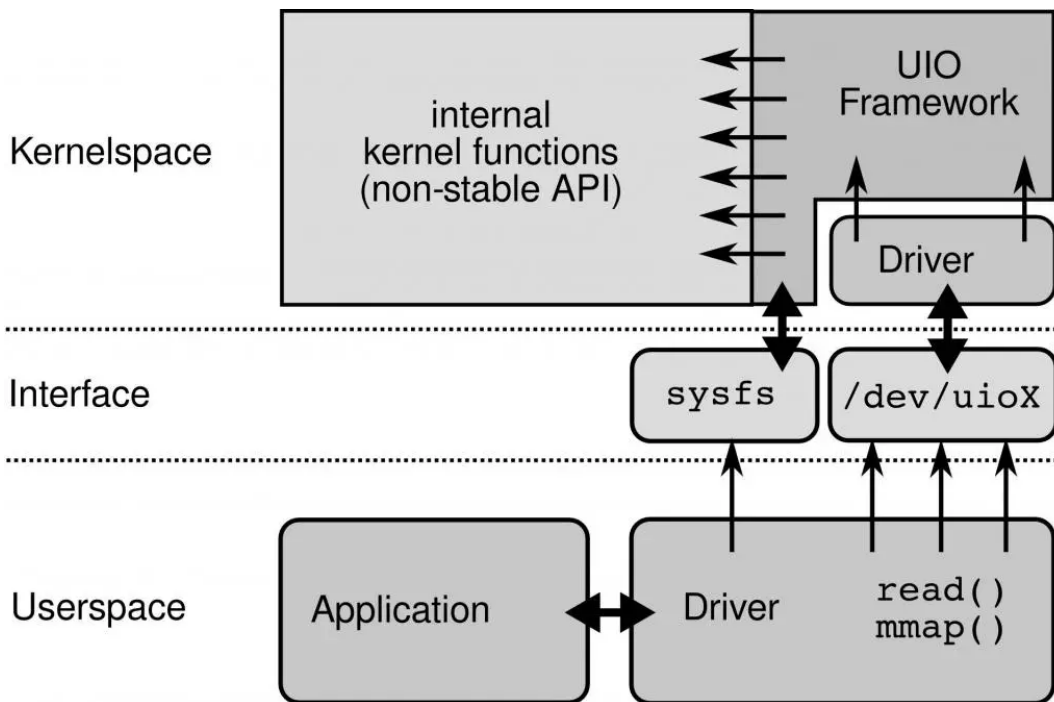 UIO
Framework
internal
kernel functions
(non-stable API)
Kernelspace
Driver
Interface
sysfs
/dev/uioX
Userspace
Application
Driver
read()
mmap()